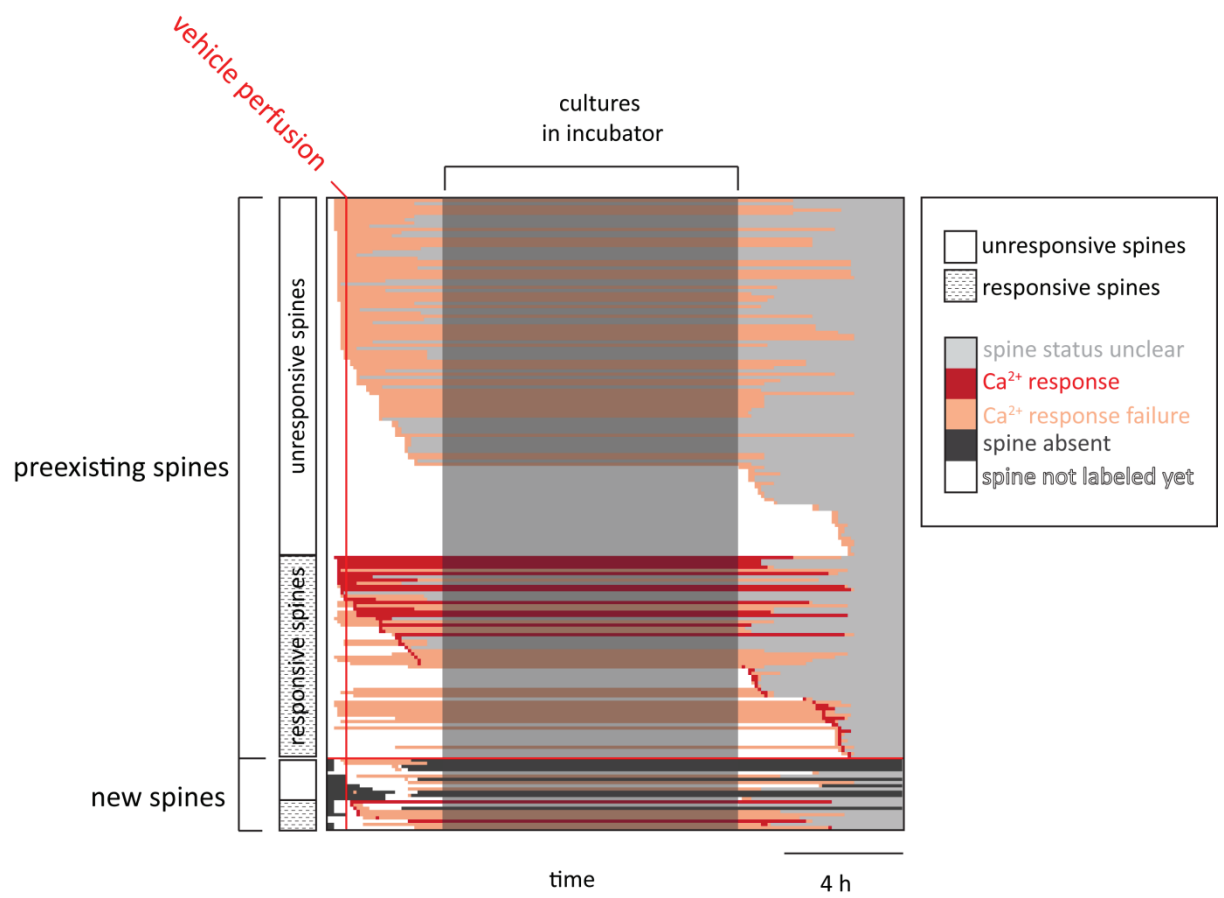 vehicle perfusion
cultures
in incubator
unresponsive spines
responsive spines
preexisting spines
new spines
unresponsive spines
responsive spines
spine status unclear
Ca²⁺ response
Ca²⁺ response failure
spine absent
spine not labeled yet
time
4 h